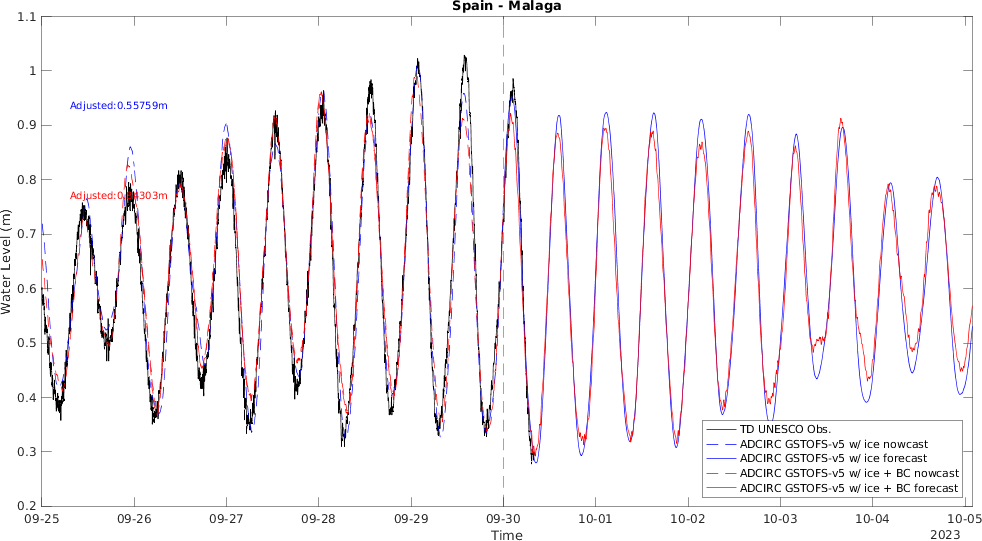 Spain - Malaga
1.1
1
0.9
0.8
0.7
0.6
0.5
0.4
0.3
0.2
Water Level (m)
Adjusted:0.55759m
TD UNESCO Obs.
ADCIRC GSTOFS-v5 w/ ice nowcast
ADCIRC GSTOFS-v5 w/ ice forecast
ADCIRC GSTOFS-v5 w/ ice + BC nowcast
ADCIRC GSTOFS-v5 w/ ice + BC forecast
09-25 09-26 09-27 09-28 09-29 09-30 10-01 10-02 10-03 10-04 10-05
Time
2023